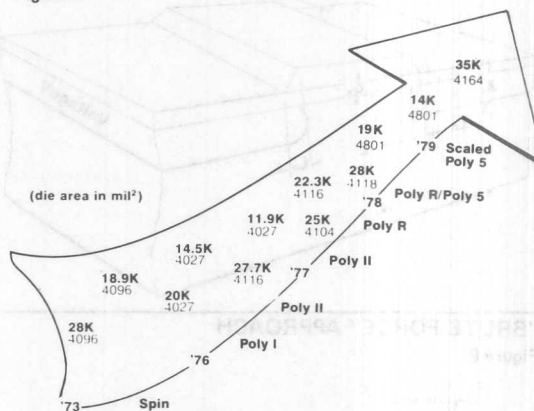 35K
4164
14K
4801
19K
4801
'79
Scaled
Poly 5
28K
4118
22.3K
4116
(die area in mil²)
'78
Poly R/Poly 5
11.9K
4027
25K
4104
Poly R
14.5K
4027
27.7K
4116
'77
Poly II
18.9K
4096
20K
4027
Poly II
28K
4096
Poly I
'76
'73
Spin